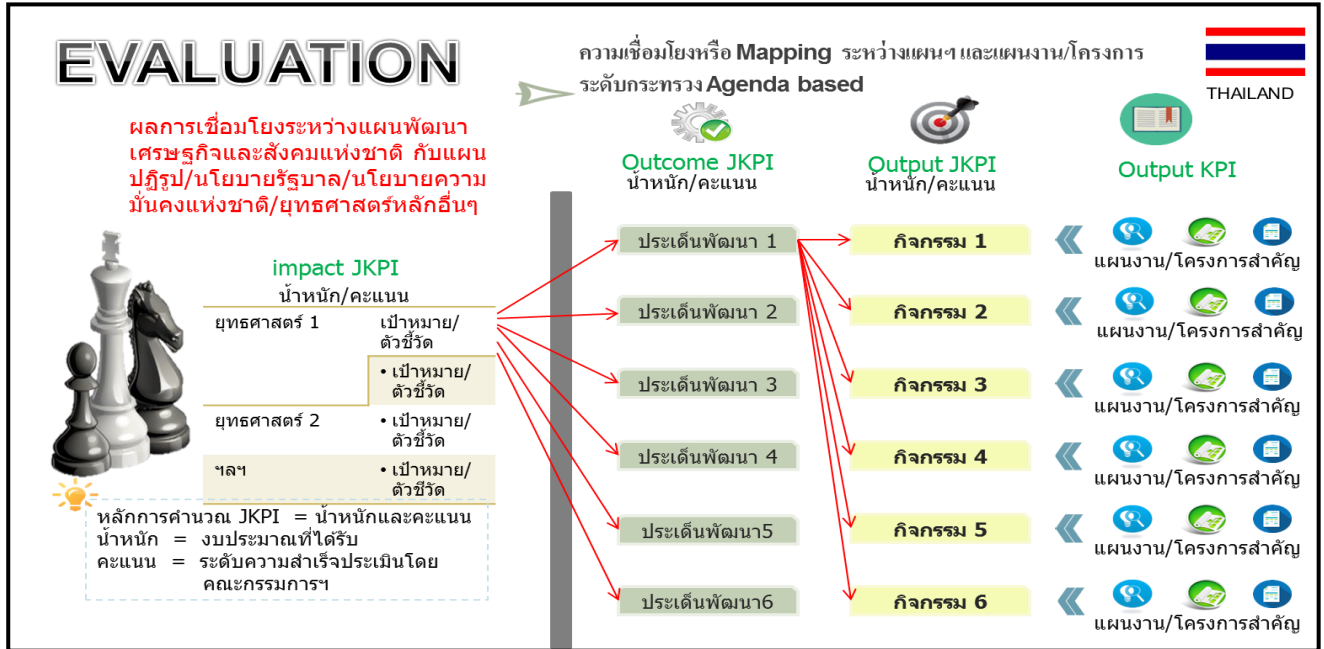 EVALUATION
ความเชื่อมโยงหรือ Mapping ระหว่างแผนฯ และแผนงาน/โครงการ
ระดับกระทรวง Agenda based
THAILAND
ผลการเชื่อมโยงระหว่างแผนพัฒนา
เศรษฐกิจและสังคมแห่งชาติ กับแผน
ปฏิรูป/นโยบายรัฐบาล/นโยบายความ
มั่นคงแห่งชาติ/ยุทธศาสตร์หลักอื่นๆ
impact JKPI
น้ำหนัก/คะแนน
ยุทธศาสตร์ 1
เป้าหมาย/
ตัวชี้วัด
• เป้าหมาย/
ตัวชี้วัด
ยุทธศาสตร์ 2
• เป้าหมาย/
ตัวชี้วัด
ฯลฯ
• เป้าหมาย/
ตัวชี้วัด
หลักการคำนวณ JKPI = น้ำหนักและคะแนน
น้ำหนัก = งบประมาณที่ได้รับ
คะแนน = ระดับความสำเร็จประเมินโดย
คณะกรรมการฯ
Outcome JKPI
น้ำหนัก/คะแนน
ประเด็นพัฒนา 1
ประเด็นพัฒนา 2
ประเด็นพัฒนา 3
ประเด็นพัฒนา 4
ประเด็นพัฒนา5
ประเด็นพัฒนา6
Output JKPI
น้ำหนัก/คะแนน
กิจกรรม 1
กิจกรรม 2
กิจกรรม 3
กิจกรรม 4
กิจกรรม 5
กิจกรรม 6
Output KPI
แผนงาน/โครงการสำคัญ
แผนงาน/โครงการสำคัญ
แผนงาน/โครงการสำคัญ
แผนงาน/โครงการสำคัญ
แผนงาน/โครงการสำคัญ
แผนงาน/โครงการสำคัญ